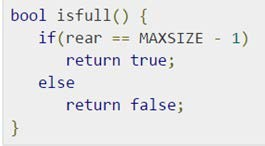 bool isfull() {
   if(rear == MAXSIZE - 1)
      return true;
   else
      return false;
}